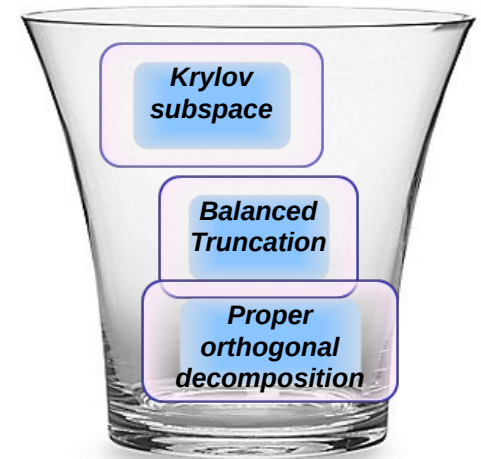 Krylov
subspace
Balanced
Truncation
Proper
orthogonal
decomposition